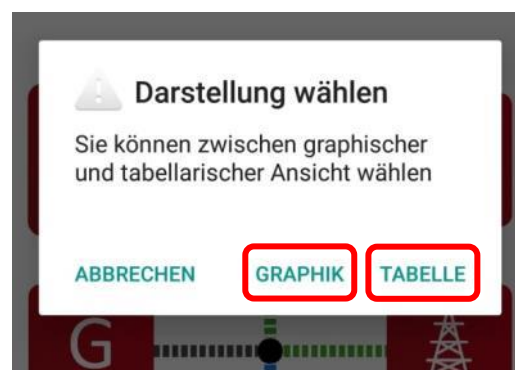 Darstellung wählen
Sie können zwischen graphischer
und tabellarischer Ansicht wählen
ABBRECHEN GRAPHIK TABELLE
G